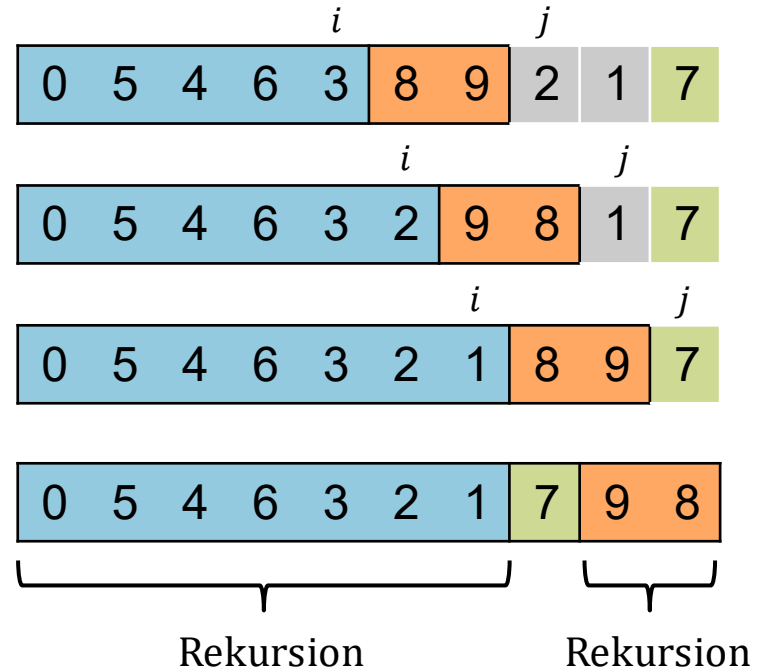 i j
0 5 4 6 3 8 9 2 1 7
i j
0 5 4 6 3 2 9 8 1 7
i j
0 5 4 6 3 2 1 8 9 7
0 5 4 6 3 2 1 7 9 8
Rekursion Rekursion